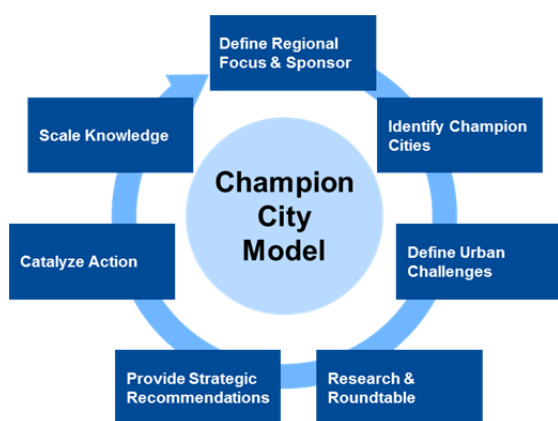 Define Regional
Focus & Sponsor
Identify Champion
Cities
Define Urban
Challenges
Research &
Roundtable
Provide Strategic
Recommendations
Catalyze Action
Scale Knowledge
Champion
City
Model